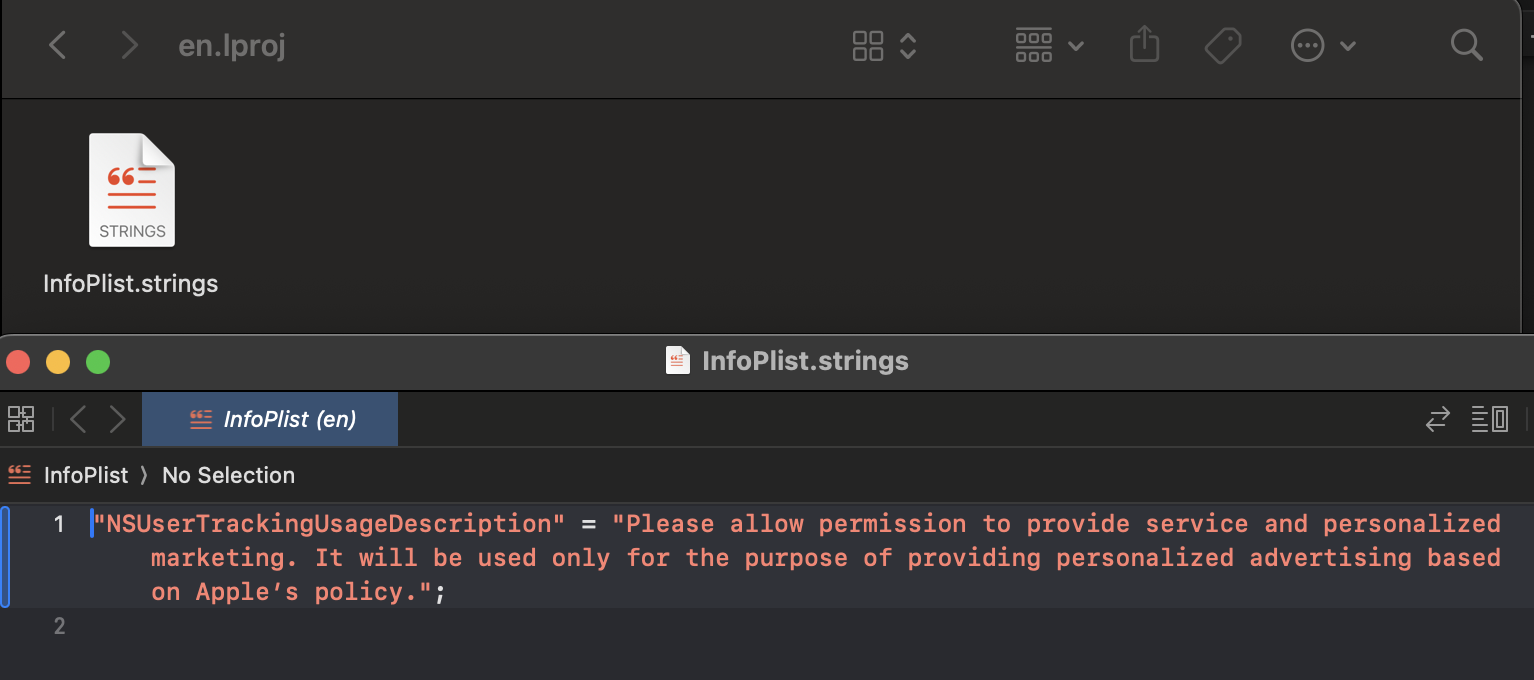 en.lproj
STRINGS
InfoPlist.strings
InfoPlist.strings
InfoPlist (en)
InfoPlist 〉 No Selection
1 "NSUserTrackingUsageDescription" = "Please allow permission to provide service and personalized
marketing. It will be used only for the purpose of providing personalized advertising based
on Apple’s policy.";
2